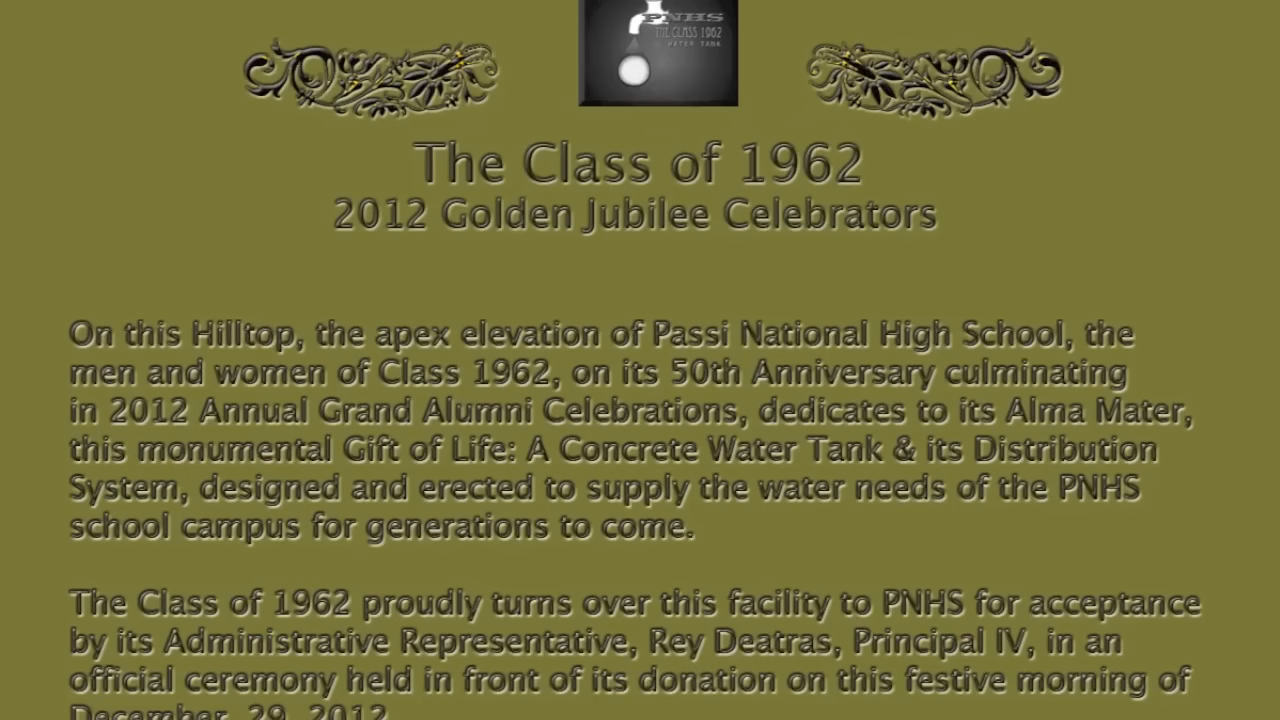 PNHS
THE CLASS 1962
WATER TANK
The Class of 1962
2012 Golden Jubilee Celebrators
On this Hilltop, the apex elevation of Passi National High School, the
men and women of Class 1962, on its 50th Anniversary culminating
in 2012 Annual Grand Alumni Celebrations, dedicates to its Alma Mater,
this monumental Gift of Life: A Concrete Water Tank & its Distribution
System, designed and erected to supply the water needs of the PNHS
school campus for generations to come.
The Class of 1962 proudly turns over this facility to PNHS for acceptance
by its Administrative Representative, Rey Deatras, Principal IV, in an
official ceremony held in front of its donation on this festive morning of
December, 29, 2012.